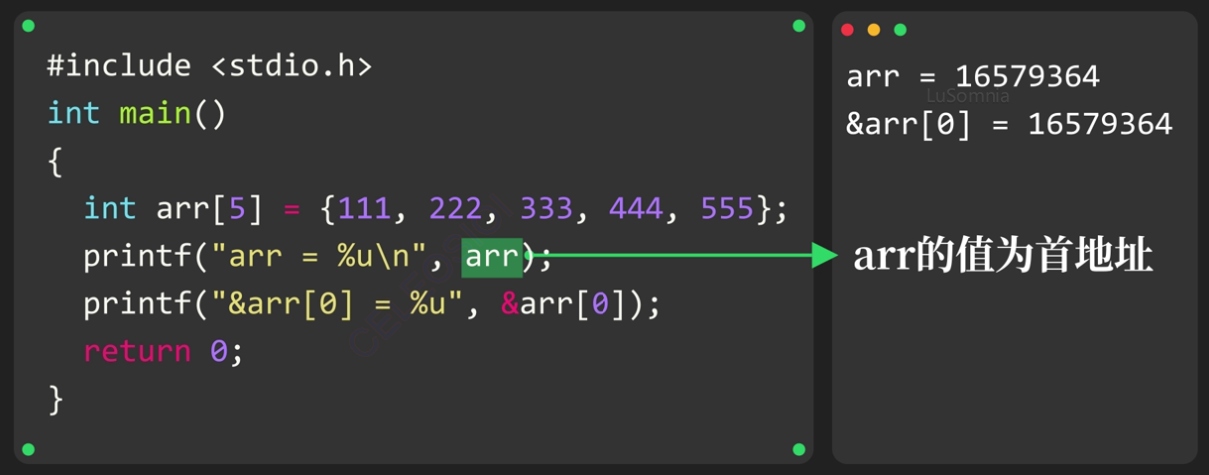 #include <stdio.h>
int main()
{
int arr[5] = {111, 222, 333, 444, 555};
printf("arr = %u\n", arr);
printf("&arr[0] = %u", &arr[0]);
return 0;
}
arr = 16579364
LuSomnia
&arr[0] = 16579364
arr的值为首地址